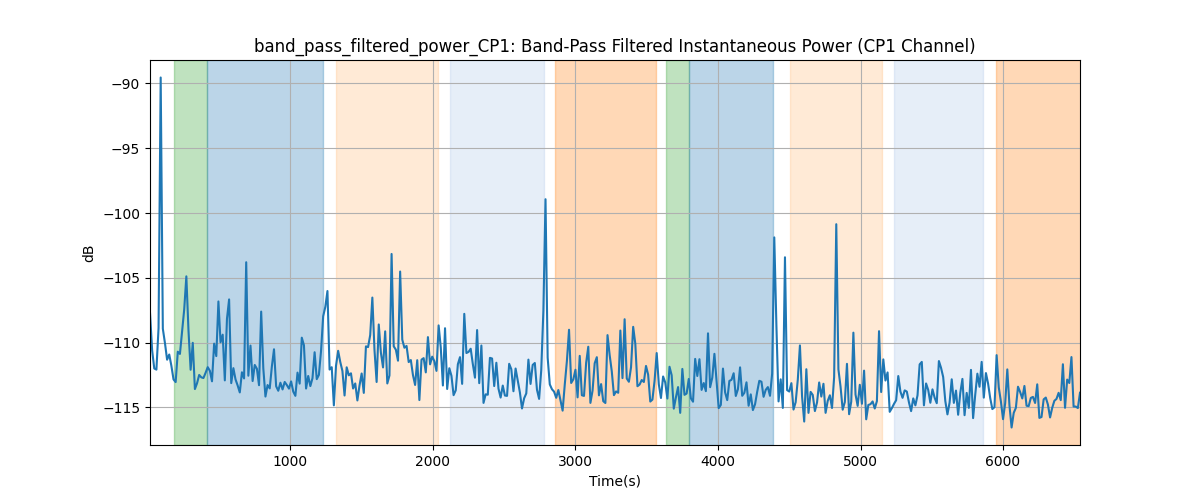 band_pass_filtered_power_CP1: Band-Pass Filtered Instantaneous Power (CP1 Channel)
−90
−95
−100
−105
−110
−115
dB
1000 2000 3000 4000 5000 6000
Time(s)